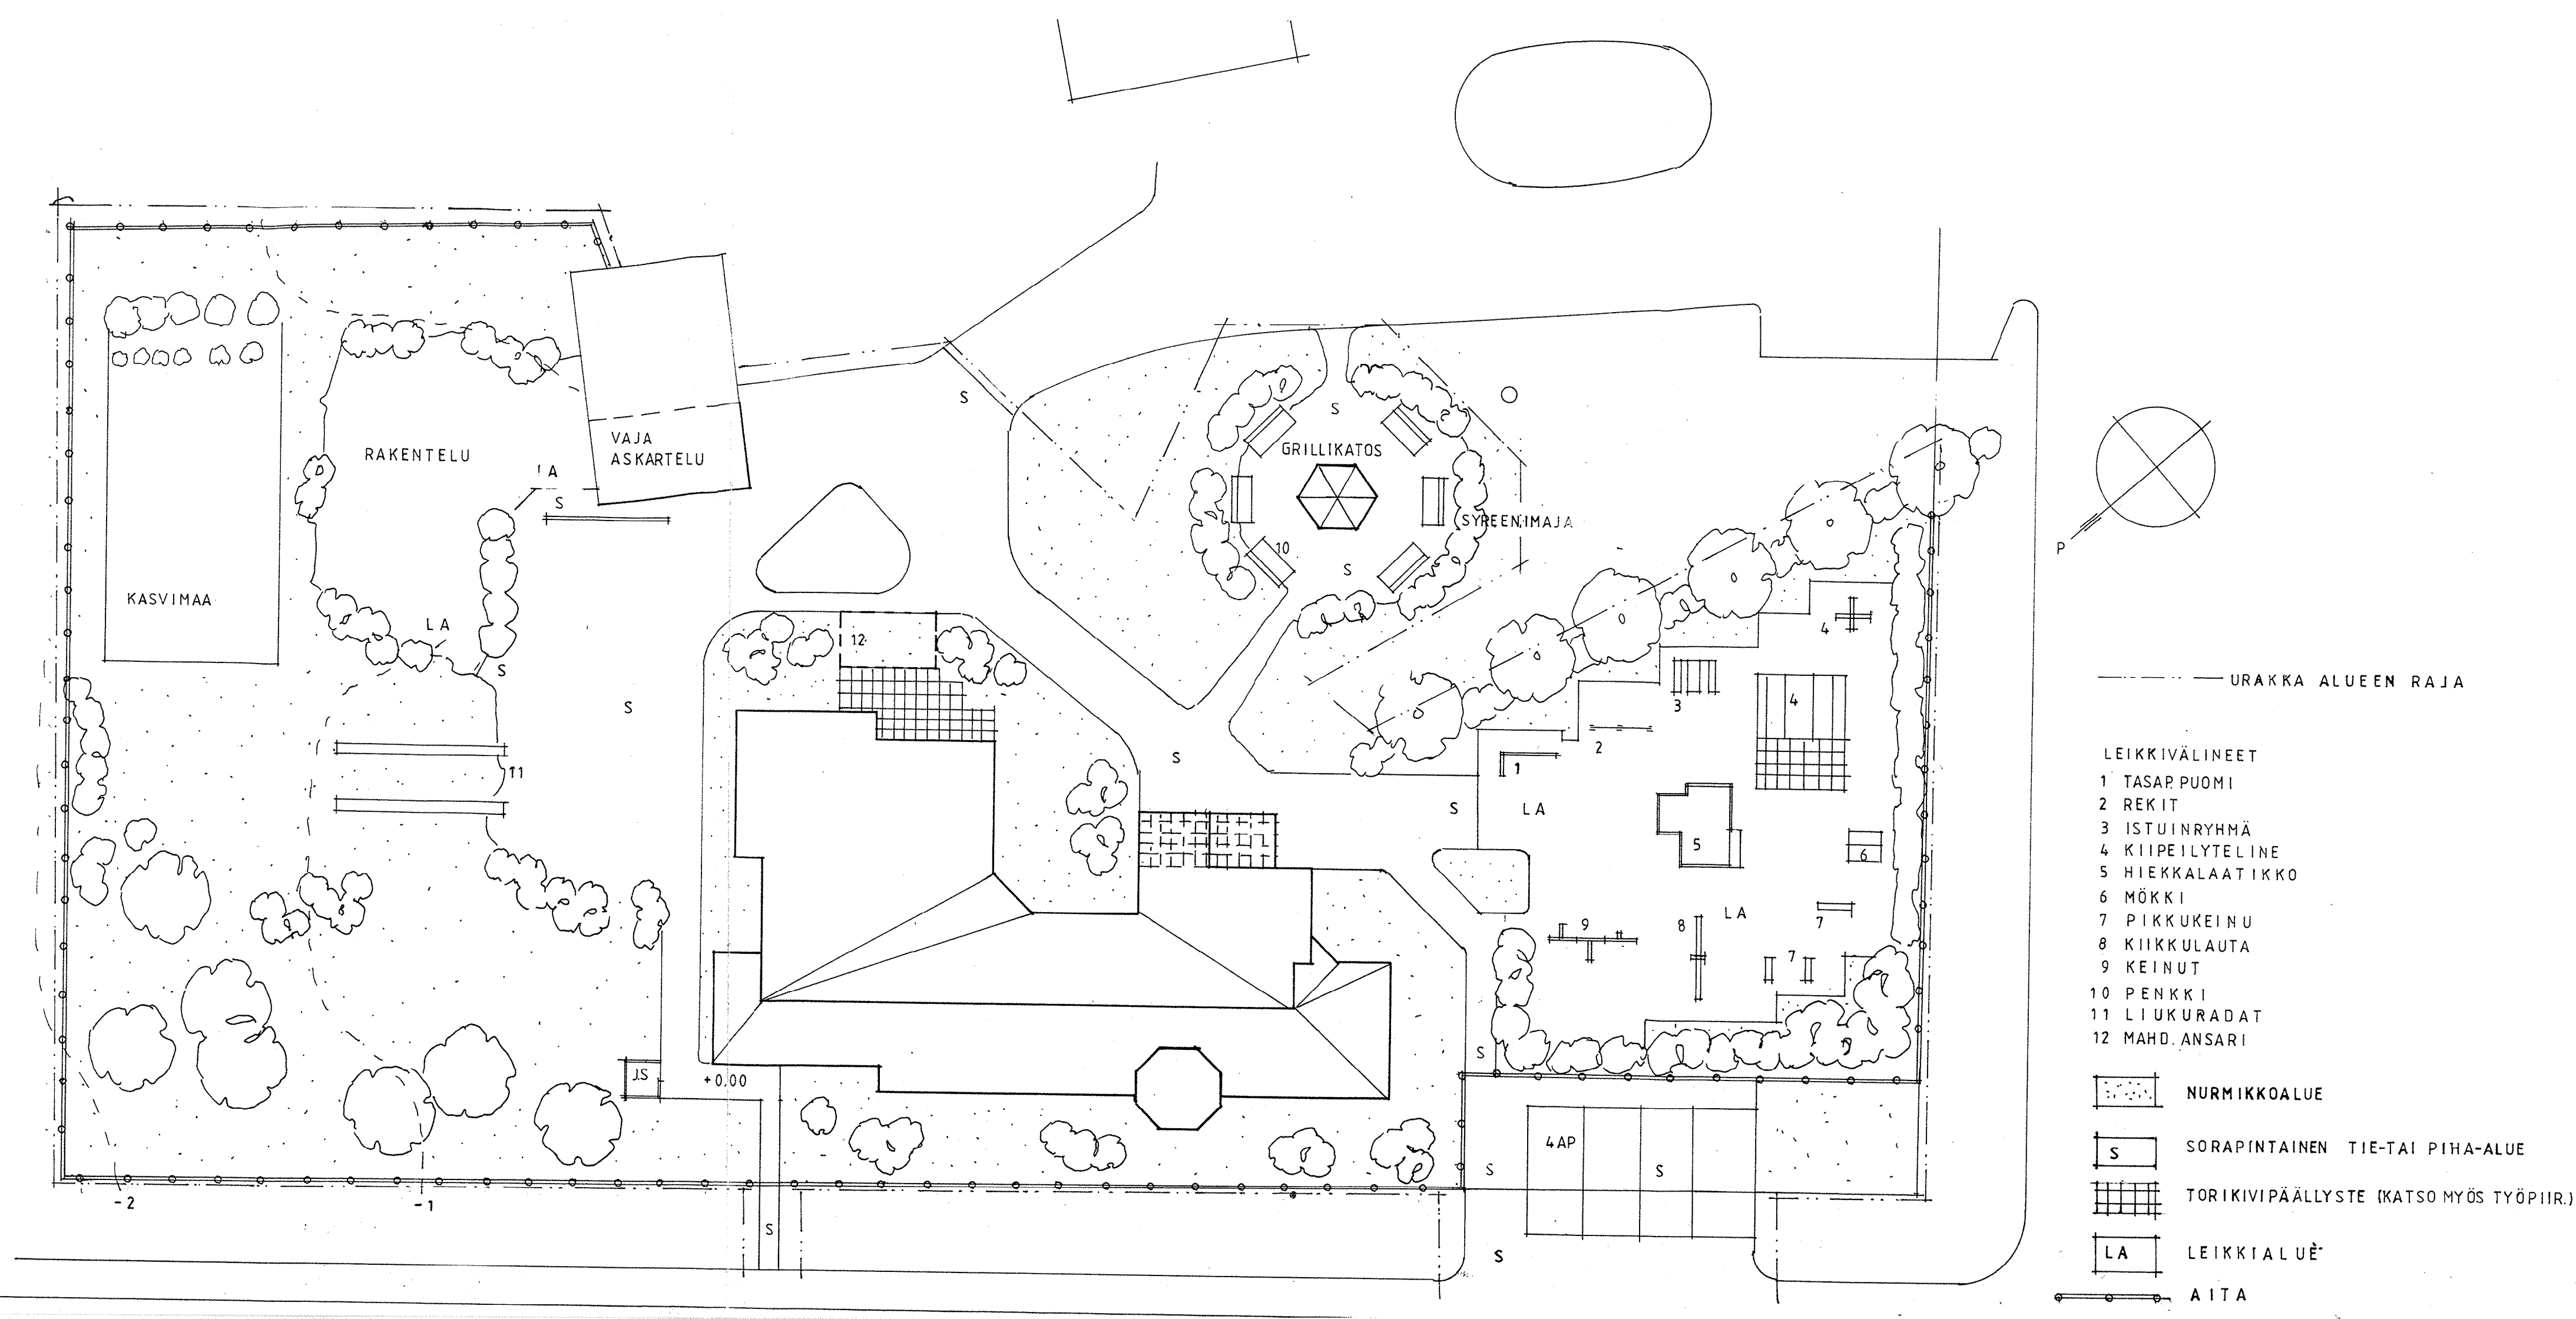 S
VAJA
ASKARTELU
RAKENTELU
LA
S
KASVIMAA
LA
S
S
11
12
S
GRILLIKATOS
SYREENIMAJA
10
S
S
P
4
3
4
2
1
S
LA
5
6
LA
7
8
9
7
S
J.S
+0.00
4AP
S
S
-2
-1
S
S
URAKKA ALUEEN RAJA
LEIKKIVÄLINEET
1 TASAP.PUOMI
2 REKIT
3 ISTUINRYHMÄ
4 KIIPEILYTELINE
5 HIEKKALAATIKKO
6 MÖKKI
7 PIKKUKEINU
8 KIIKKULAUTA
9 KEINUT
10 PENKKI
11 LIUKURADAT
12 MAHD. ANSARI
NURMIKKOALUE
S SORAPINTAINEN TIE-TAI PIHA-ALUE
TORIKIVIPÄÄLLYSTE (KATSO MYÖS TYÖPIIR.)
LA LEIKKIALUE
AITA